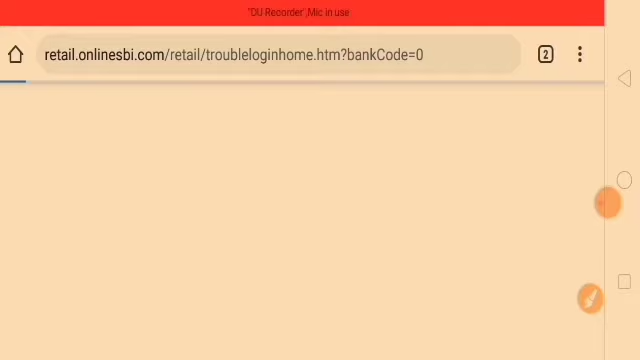 "DU Recorder",Mic in use
retail.onlinesbi.com/retail/troubleloginhome.htm?bankCode=0
2